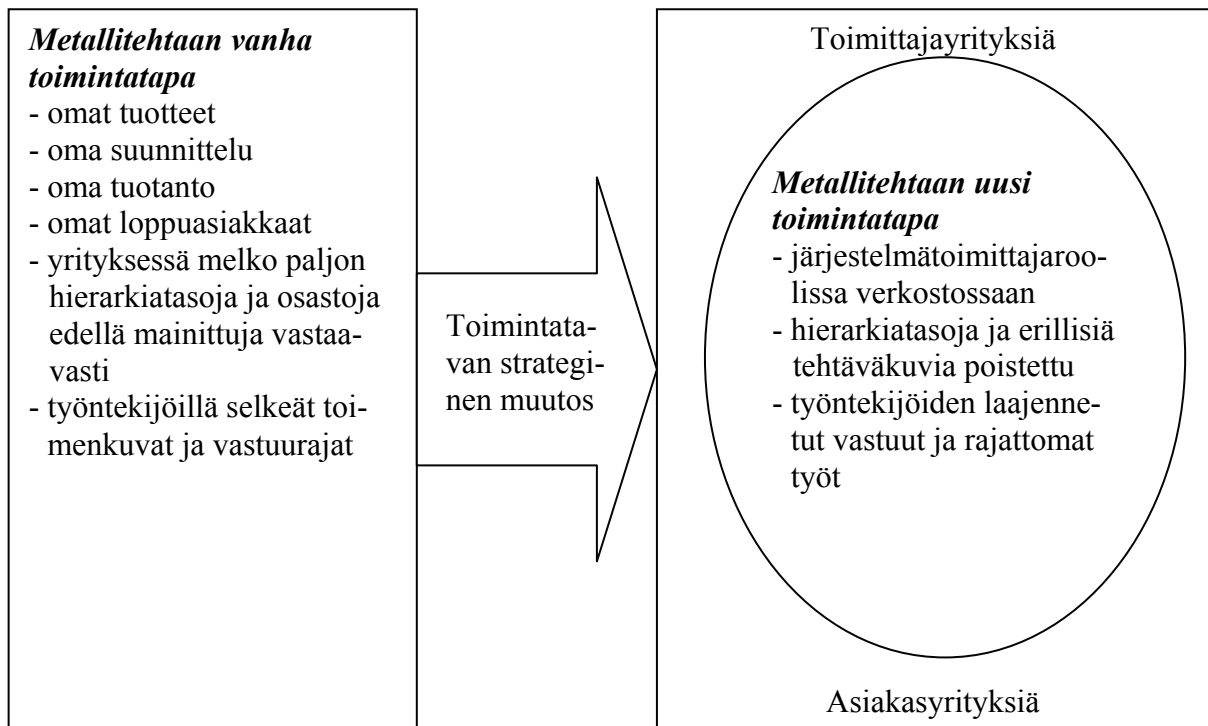 Metallitehtaan vanha
toimintatapa
- omat tuotteet
- oma suunnittelu
- oma tuotanto
- omat loppuasiakkaat
- yrityksessä melko paljon
hierarkiatasoja ja osastoja
edellä mainittuja vastaa-
vasti
- työntekijöillä selkeät toi-
menkuvat ja vastuurajat
Toimintata-
van strategi-
nen muutos
Toimittajayrityksiä
Metallitehtaan uusi
toimintatapa
- järjestelmätoimittajaroo-
lissa verkostossaan
- hierarkiatasoja ja erillisiä
tehtäväkuvia poistettu
- työntekijöiden laajenne-
tut vastuut ja rajattomat
työt
Asiakasyrityksiä